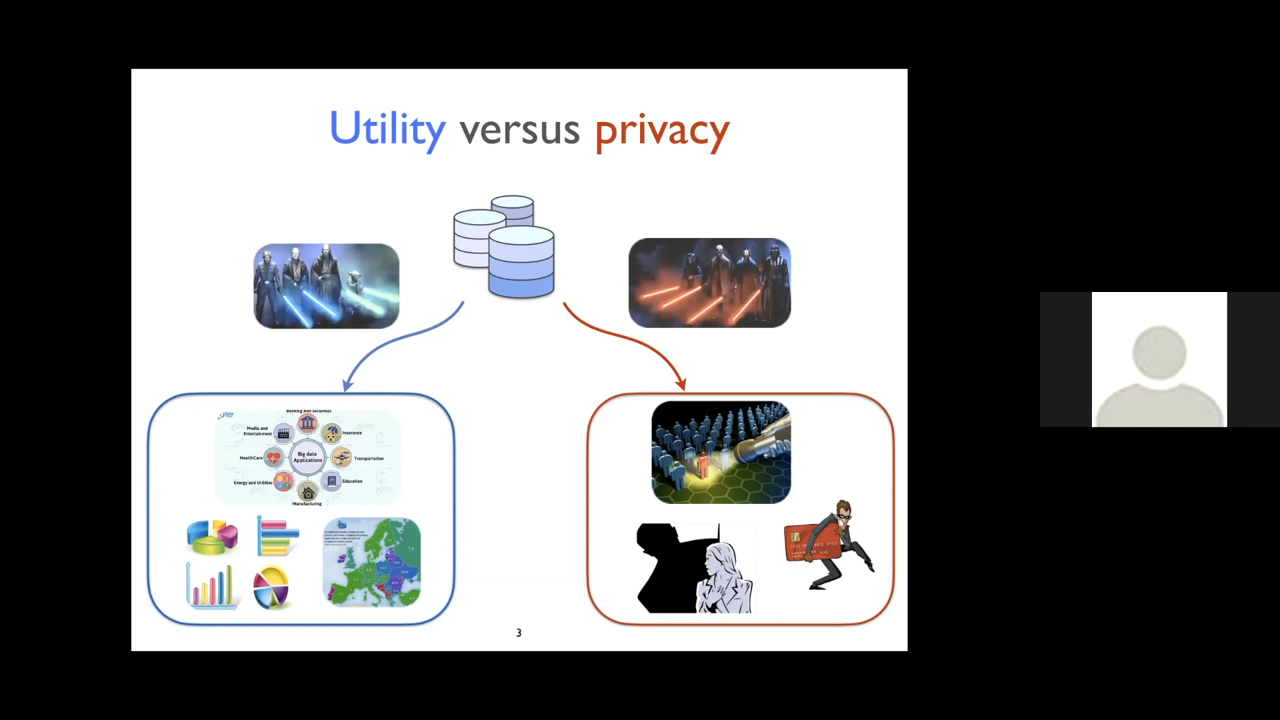 Utility versus privacy
Banking And Securities
Media and
Entertainment
Insurance
HealthCare
Big data
Applications
Transportation
Energy and Utilities
Education
Manufacturing
3